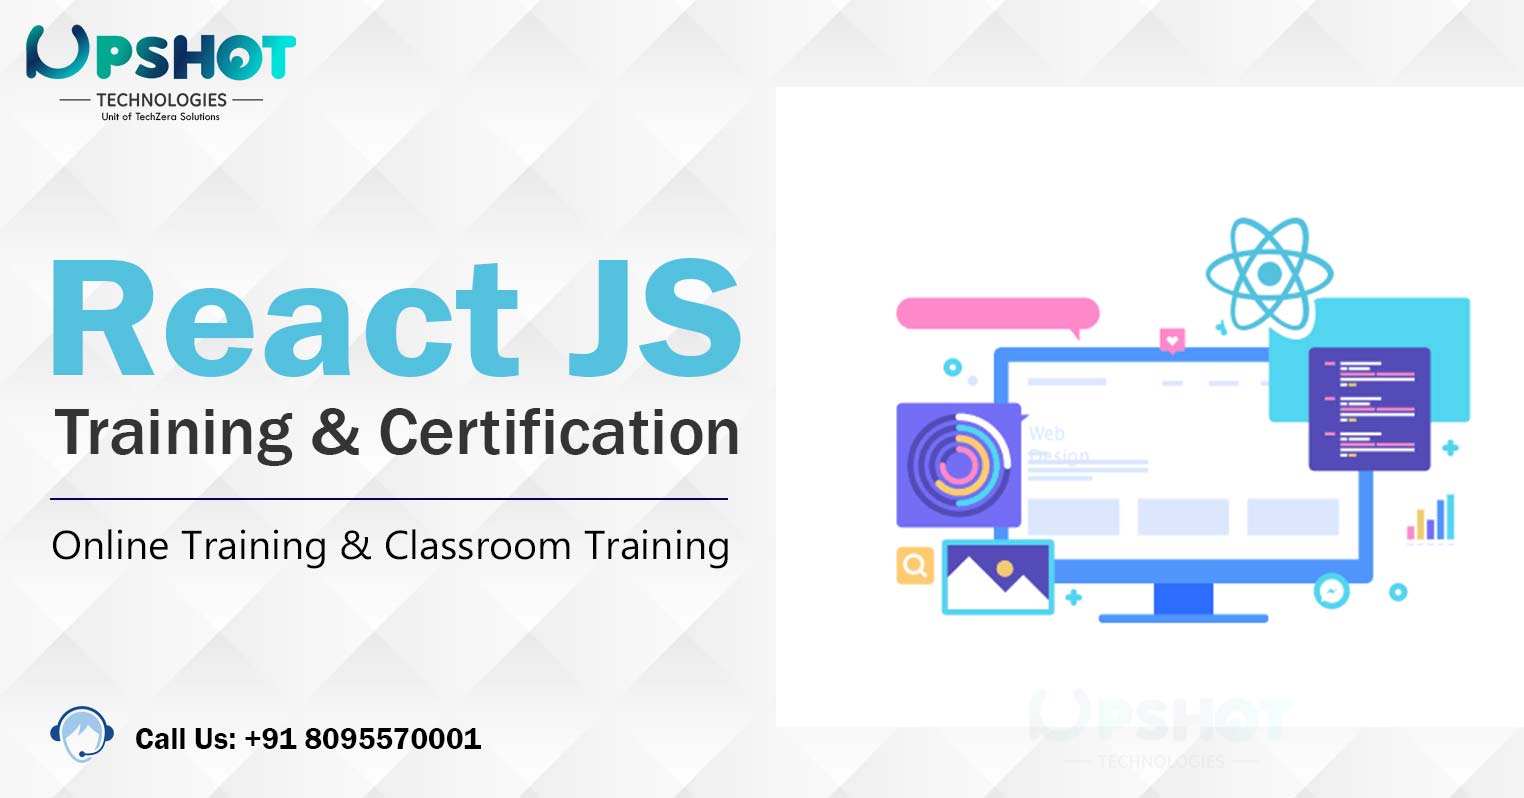 UPSHOT
TECHNOLOGIES
Unit of TechZera Solutions
React JS
Training & Certification
Online Training & Classroom Training
Call Us: +91 8095570001
Web
Design
UPSHOT
TECHNOLOGIES